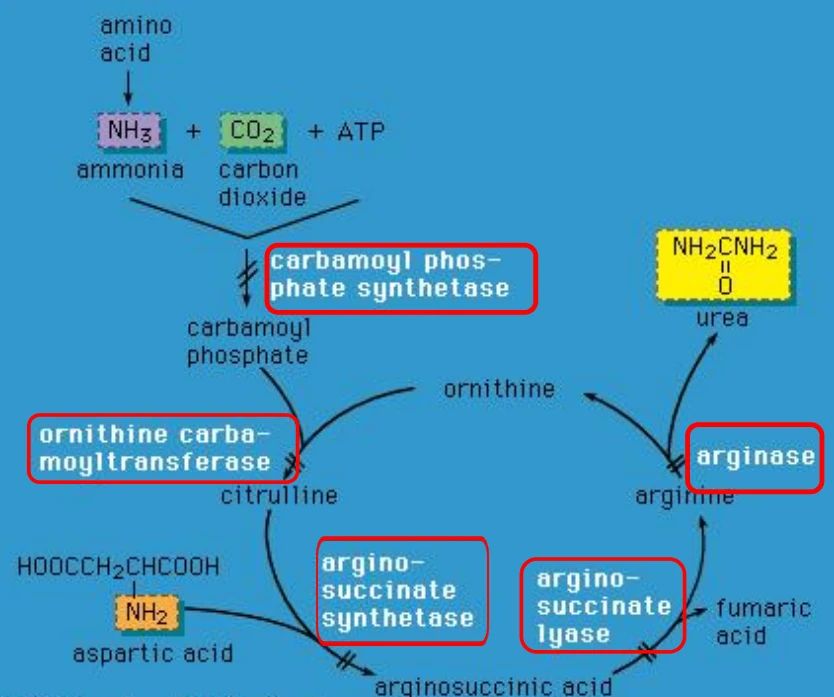 amino
acid
NH₃ + CO₂ + ATP
ammonia carbon
dioxide
carbamoyl phos-
phate synthetase
NH₂CNH₂
O
urea
carbamoyl
phosphate
ornithine
ornithine carba-
moyltransferase
arginase
citrulline
arginine
HOOCCH₂CHCOOH
NH₂
aspartic acid
argino-
succinate
synthetase
argino-
succinate
lyase
fumaric
acid
arginosuccinic acid